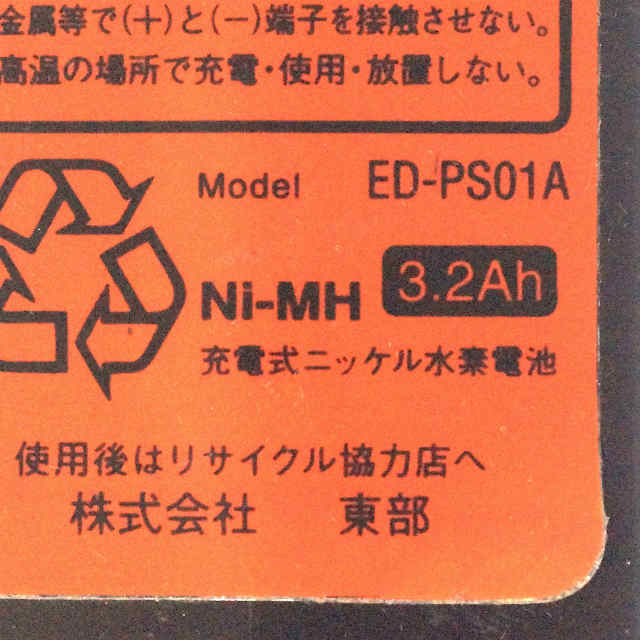 金属等で(+)と(−)端子を接触させない。
高温の場所で充電・使用・放置しない。
Model ED-PS01A
Ni-MH 3.2Ah
充電式ニッケル水素電池
使用後はリサイクル協力店へ
株式会社 東部